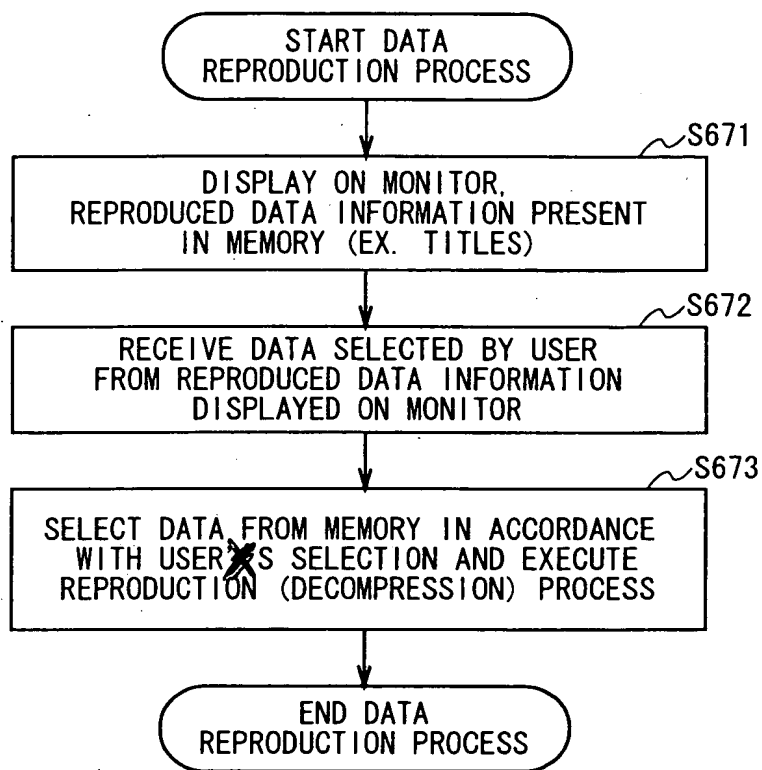 START DATA
REPRODUCTION PROCESS
S671
DISPLAY ON MONITOR,
REPRODUCED DATA INFORMATION PRESENT
IN MEMORY (EX. TITLES)
S672
RECEIVE DATA SELECTED BY USER
FROM REPRODUCED DATA INFORMATION
DISPLAYED ON MONITOR
S673
SELECT DATA FROM MEMORY IN ACCORDANCE
WITH USER S SELECTION AND EXECUTE
REPRODUCTION (DECOMPRESSION) PROCESS
END DATA
REPRODUCTION PROCESS